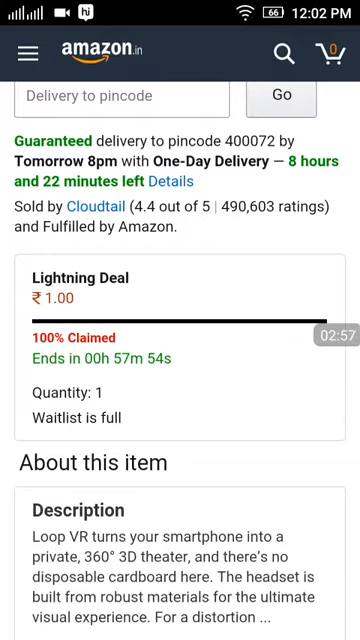 hi 66 12:02 PM
amazon.in
0
Delivery to pincode Go
Guaranteed delivery to pincode 400072 by
Tomorrow 8pm with One-Day Delivery — 8 hours
and 22 minutes left Details
Sold by Cloudtail (4.4 out of 5 | 490,603 ratings)
and Fulfilled by Amazon.
Lightning Deal
₹ 1.00
100% Claimed
02:57
Ends in 00h 57m 54s
Quantity: 1
Waitlist is full
About this item
Description
Loop VR turns your smartphone into a
private, 360° 3D theater, and there's no
disposable cardboard here. The headset is
built from robust materials for the ultimate
visual experience. For a distortion ...